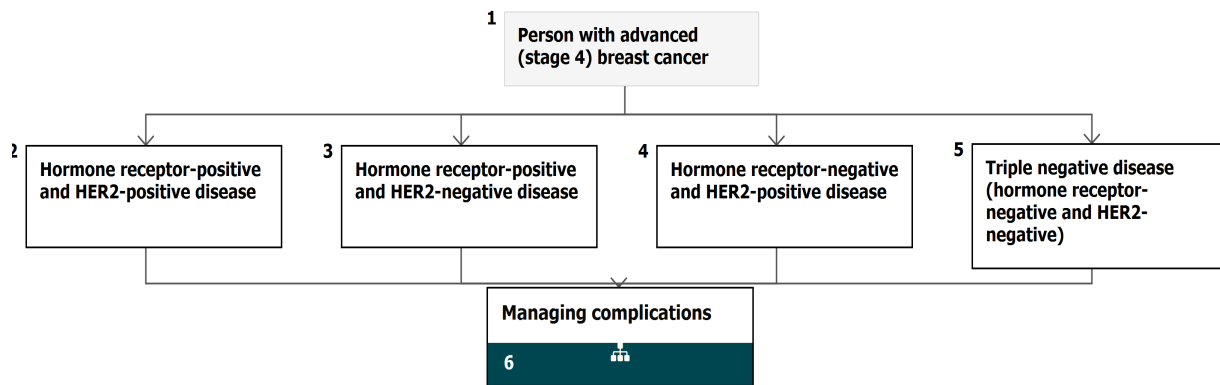 1
Person with advanced
(stage 4) breast cancer
2
Hormone receptor-positive
and HER2-positive disease
3
Hormone receptor-positive
and HER2-negative disease
4
Hormone receptor-negative
and HER2-positive disease
5
Triple negative disease
(hormone receptor-
negative and HER2-
negative)
Managing complications
6